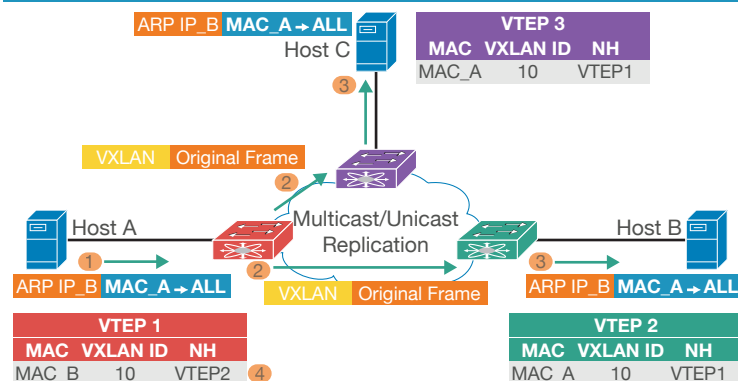 ARP IP_B MAC_A → ALL
Host C
VTEP 3
MAC VXLAN ID NH
MAC_A 10 VTEP1
3
VXLAN Original Frame
2
Multicast/Unicast
Replication
Host A
Host B
1
2
3
ARP IP_B MAC_A → ALL
VXLAN Original Frame
ARP IP_B MAC_A → ALL
VTEP 1
MAC VXLAN ID NH
MAC_B 10 VTEP2
4
VTEP 2
MAC VXLAN ID NH
MAC_A 10 VTEP1